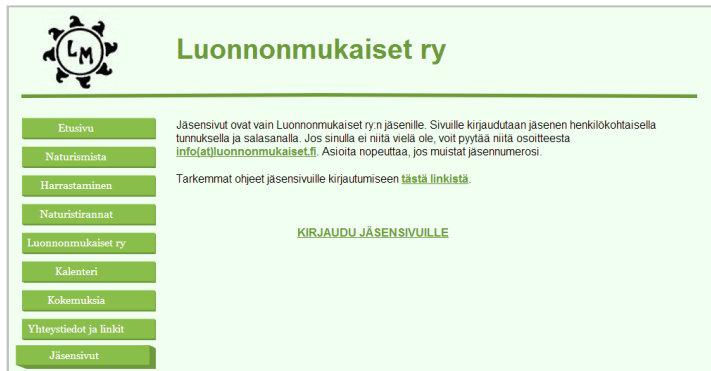 LM
Luonnonmukaiset ry
Etusivu
Naturismista
Harrastaminen
Naturistirannat
Luonnonmukaiset ry
Kalenteri
Kokemuksia
Yhteystiedot ja linkit
Jäsensivut
Jäsensivut ovat vain Luonnonmukaiset ry:n jäsenille. Sivuille kirjaudutaan jäsenen henkilökohtaisella
tunnuksella ja salasanalla. Jos sinulla ei niitä vielä ole, voit pyytää niitä osoitteesta
info(at)luonnonmukaiset.fi. Asioita nopeuttaa, jos muistat jäsennumerosi.
Tarkemmat ohjeet jäsensivuille kirjautumiseen tästä linkistä.
KIRJAUDU JÄSENSIVUILLE